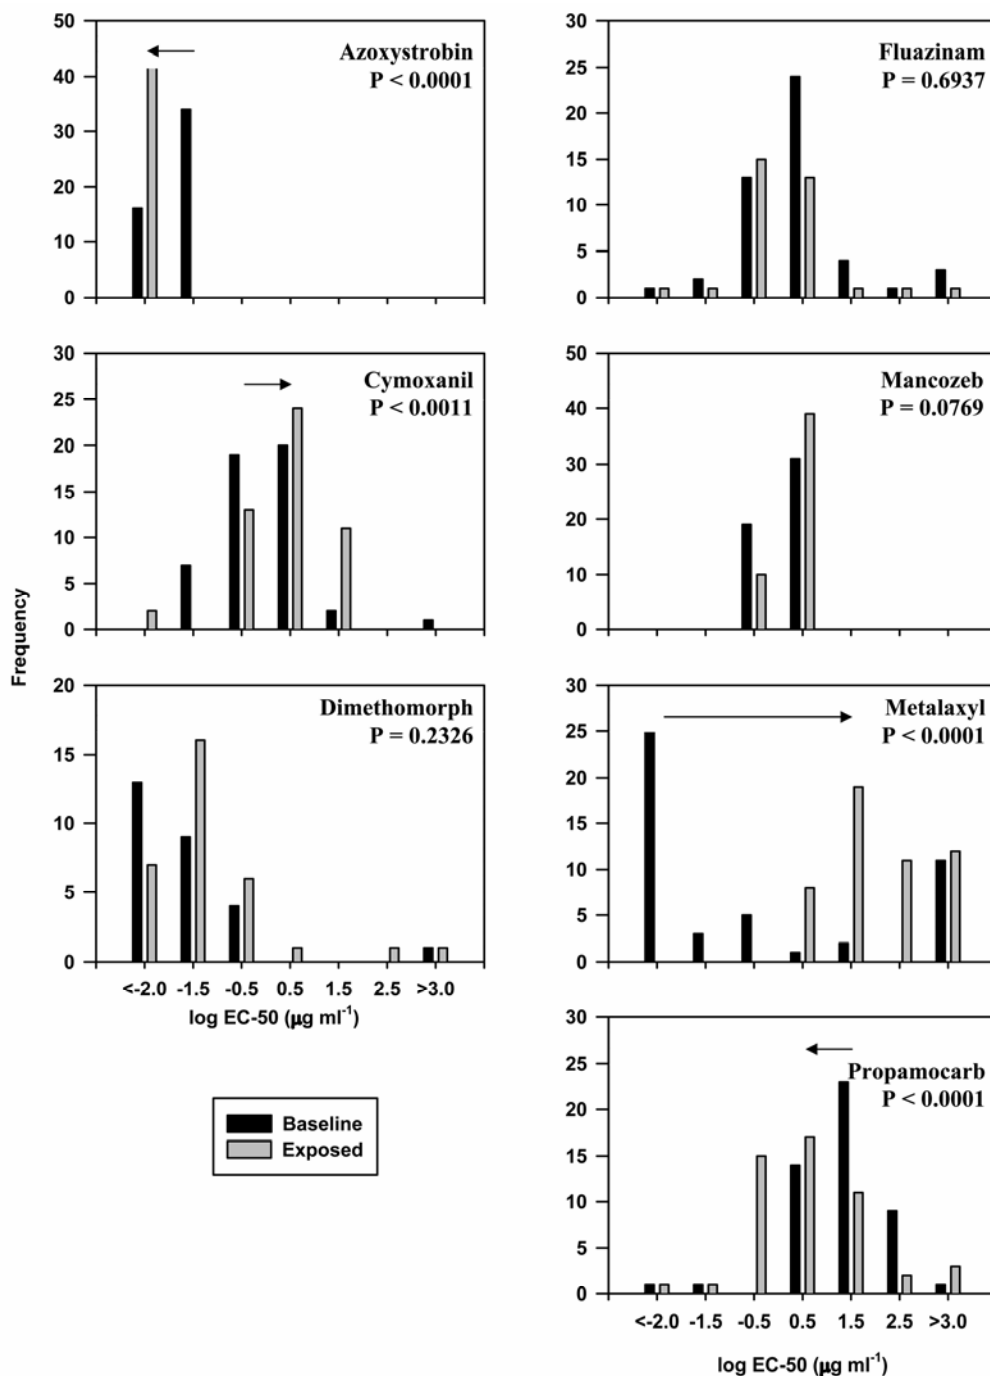 50
40
30
20
10
0
Azoxystrobin
P < 0.0001
30
25
20
15
10
5
0
Fluazinam
P = 0.6937
30
25
20
15
10
5
0
Cymoxanil
P < 0.0011
50
40
30
20
10
0
Mancozeb
P = 0.0769
Frequency
20
15
10
5
0
Dimethomorph
P = 0.2326
<-2.0 -1.5 -0.5 0.5 1.5 2.5 >3.0
log EC-50 (µg ml⁻¹)
30
25
20
15
10
5
0
Metalaxyl
P < 0.0001
Baseline
Exposed
30
25
20
15
10
5
0
Propamocarb
P < 0.0001
<-2.0 -1.5 -0.5 0.5 1.5 2.5 >3.0
log EC-50 (µg ml⁻¹)